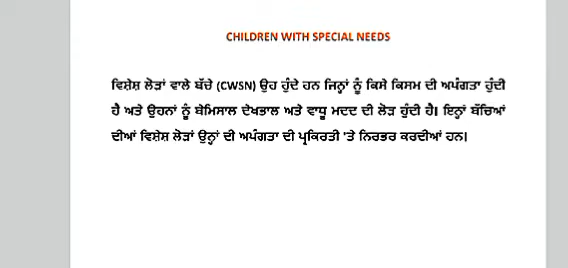 CHILDREN WITH SPECIAL NEEDS
ਵਿਸ਼ੇਸ਼ ਲੋੜਾਂ ਵਾਲੇ ਬੱਚੇ (CWSN) ਉਹ ਹੁੰਦੇ ਹਨ ਜਿਨ੍ਹਾਂ ਨੂੰ ਕਿਸੇ ਕਿਸਮ ਦੀ ਅਪੰਗਤਾ ਹੁੰਦੀ
ਹੈ ਅਤੇ ਉਹਨਾਂ ਨੂੰ ਬੇਮਿਸਾਲ ਦੇਖਭਾਲ ਅਤੇ ਵਾਧੂ ਮਦਦ ਦੀ ਲੋੜ ਹੁੰਦੀ ਹੈ। ਇਨ੍ਹਾਂ ਬੱਚਿਆਂ
ਦੀਆਂ ਵਿਸ਼ੇਸ਼ ਲੋੜਾਂ ਉਨ੍ਹਾਂ ਦੀ ਅਪੰਗਤਾ ਦੀ ਪ੍ਰਕਿਰਤੀ 'ਤੇ ਨਿਰਭਰ ਕਰਦੀਆਂ ਹਨ।